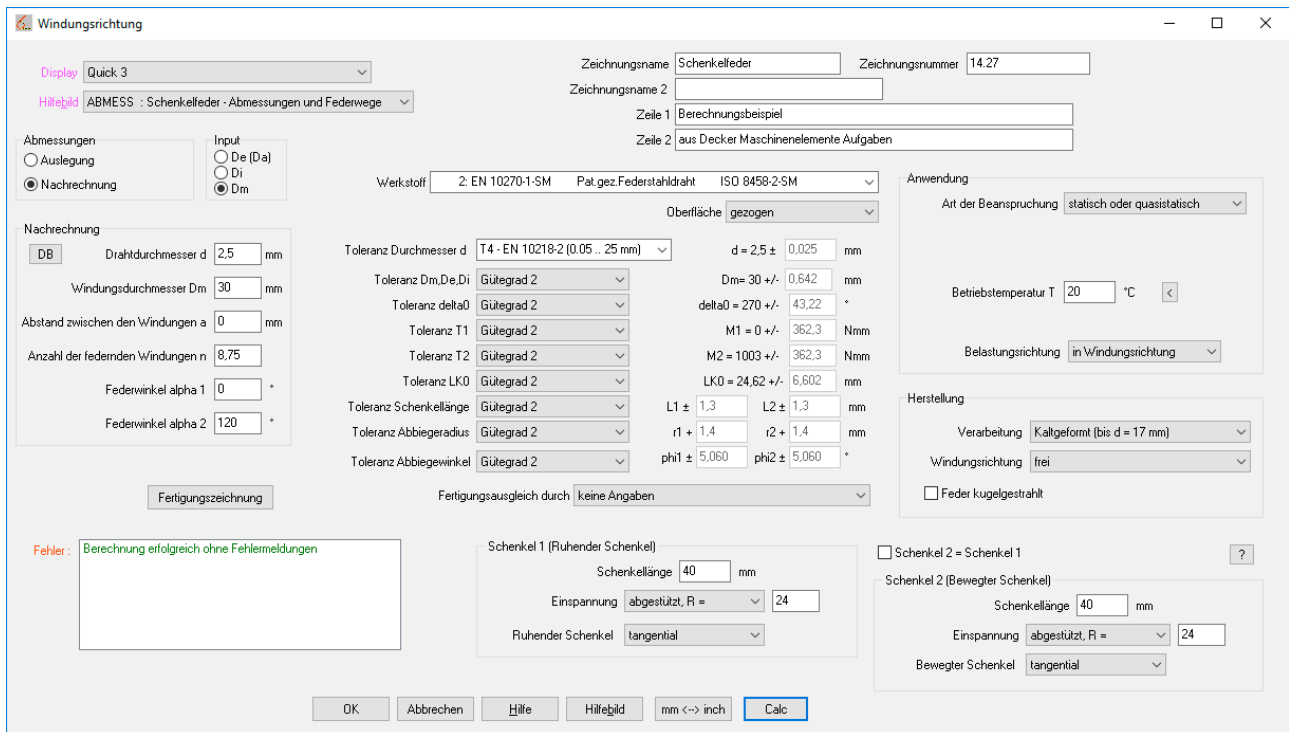 Windungsrichtung
Display Quick 3
Hilfebild ABMESS : Schenkelfeder - Abmessungen und Federwege
Zeichnungsname Schenkelfeder Zeichnungsnummer 14.27
Zeichnungsname 2
Zeile 1 Berechnungsbeispiel
Zeile 2 aus Decker Maschinenelemente Aufgaben
Abmessungen
Auslegung
Nachrechnung
Input
De (Da)
Di
Dm
Werkstoff 2: EN 10270-1-SM Pat.gez.Federstahldraht ISO 8458-2-SM
Oberfläche gezogen
Nachrechnung
DB Drahtdurchmesser d 2,5 mm
Windungsdurchmesser Dm 30 mm
Abstand zwischen den Windungen a 0 mm
Anzahl der federnden Windungen n 8,75
Federwinkel alpha 1 0 °
Federwinkel alpha 2 120 °
Toleranz Durchmesser d T4 - EN 10218-2 (0.05 .. 25 mm) d = 2,5 ± 0,025 mm
Toleranz Dm,De,Di Gütegrad 2 Dm= 30 +/- 0,642 mm
Toleranz delta0 Gütegrad 2 delta0 = 270 +/- 43,22 °
Toleranz T1 Gütegrad 2 M1 = 0 +/- 362,3 Nmm
Toleranz T2 Gütegrad 2 M2 = 1003 +/- 362,3 Nmm
Toleranz LK0 Gütegrad 2 LK0 = 24,62 +/- 6,602 mm
Toleranz Schenkellänge Gütegrad 2 L1 ± 1,3 L2 ± 1,3 mm
Toleranz Abbiegeradius Gütegrad 2 r1 + 1,4 r2 + 1,4 mm
Toleranz Abbiegewinkel Gütegrad 2 phi1 ± 5,060 phi2 ± 5,060 °
Anwendung
Art der Beanspruchung statisch oder quasistatisch
Betriebstemperatur T 20 °C <
Belastungsrichtung in Windungsrichtung
Herstellung
Verarbeitung Kaltgeformt (bis d = 17 mm)
Windungsrichtung frei
Feder kugelgestrahlt
Fertigungszeichnung
Fertigungsausgleich durch keine Angaben
Fehler : Berechnung erfolgreich ohne Fehlermeldungen
Schenkel 1 (Ruhender Schenkel)
Schenkellänge 40 mm
Einspannung abgestützt, R = 24
Ruhender Schenkel tangential
Schenkel 2 = Schenkel 1 ?
Schenkel 2 (Bewegter Schenkel)
Schenkellänge 40 mm
Einspannung abgestützt, R = 24
Bewegter Schenkel tangential
OK Abbrechen Hilfe Hilfebild mm <--> inch Calc